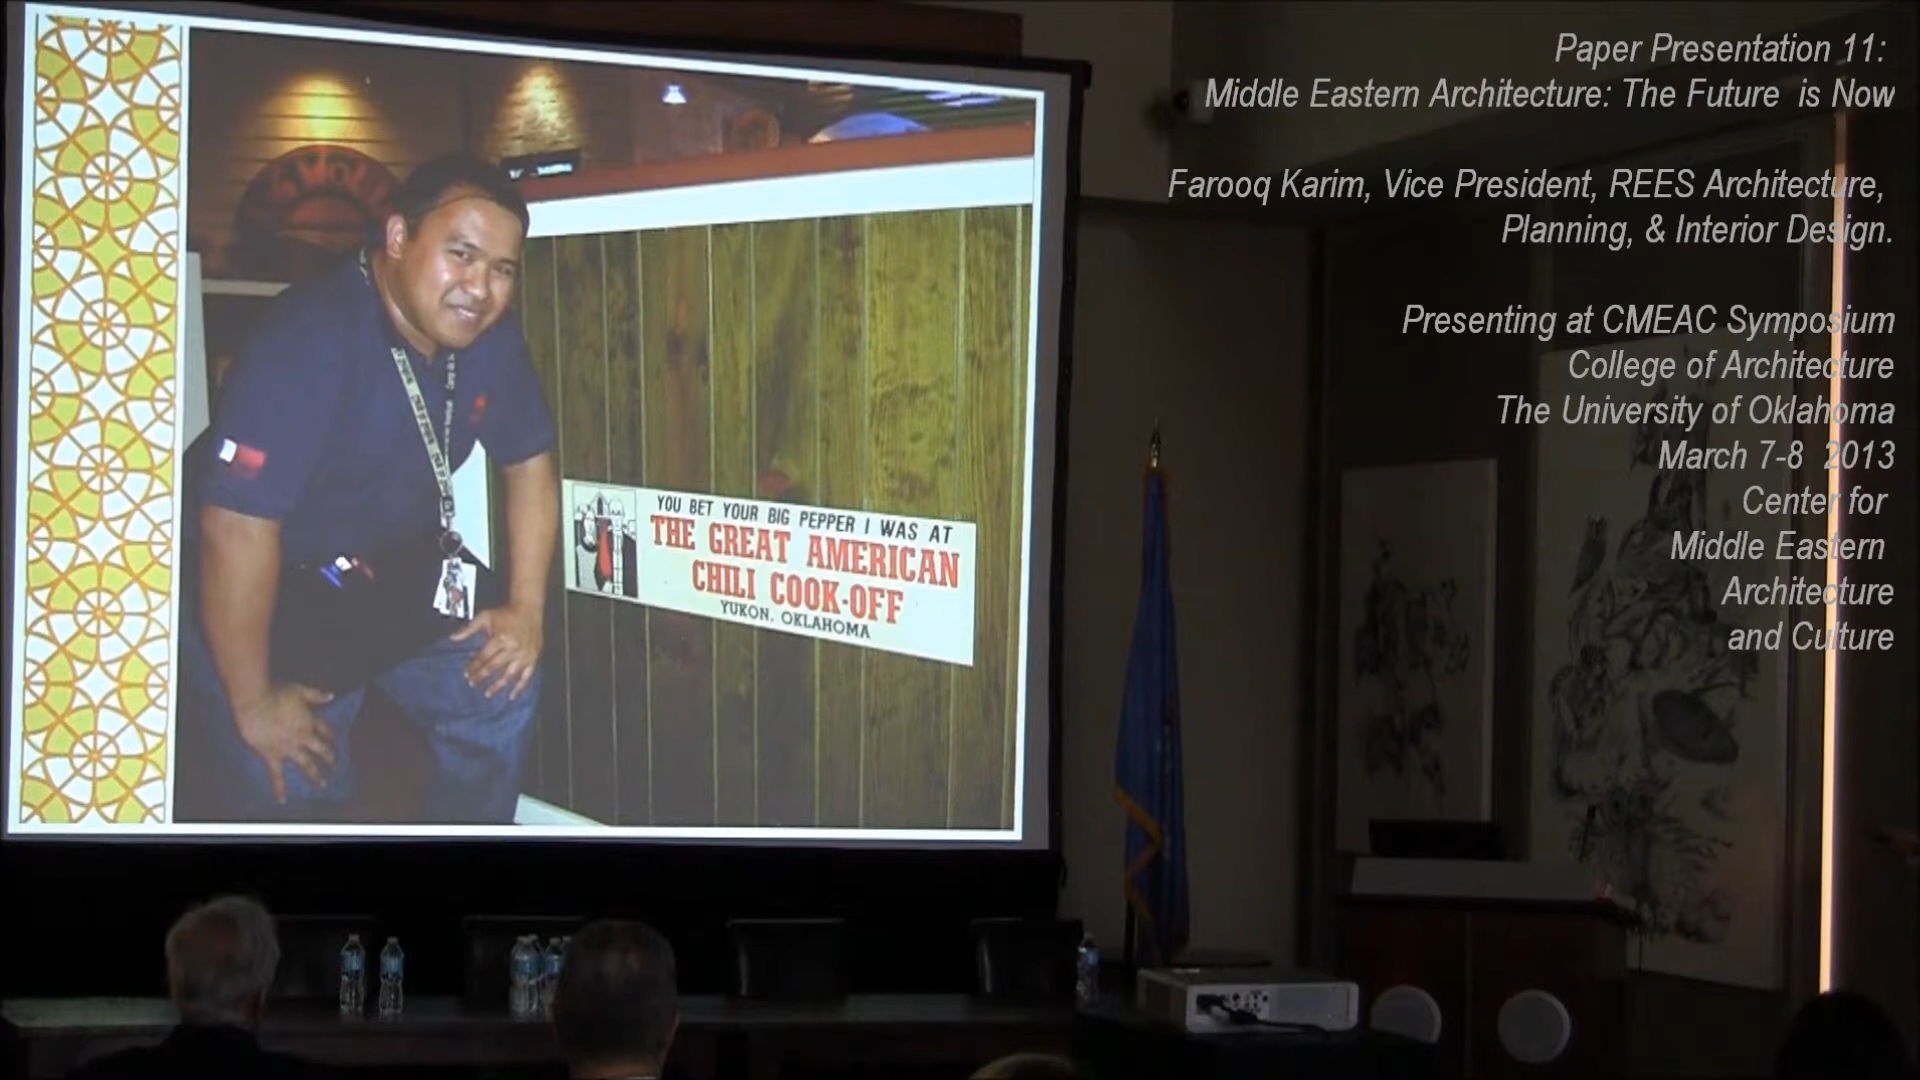 Paper Presentation 11:
Middle Eastern Architecture: The Future is Now
Farooq Karim, Vice President, REES Architecture,
Planning, & Interior Design.
Presenting at CMEAC Symposium
College of Architecture
The University of Oklahoma
March 7-8 2013
Center for
Middle Eastern
Architecture
and Culture
YOU BET YOUR BIG PEPPER I WAS AT
THE GREAT AMERICAN
CHILI COOK-OFF
YUKON, OKLAHOMA